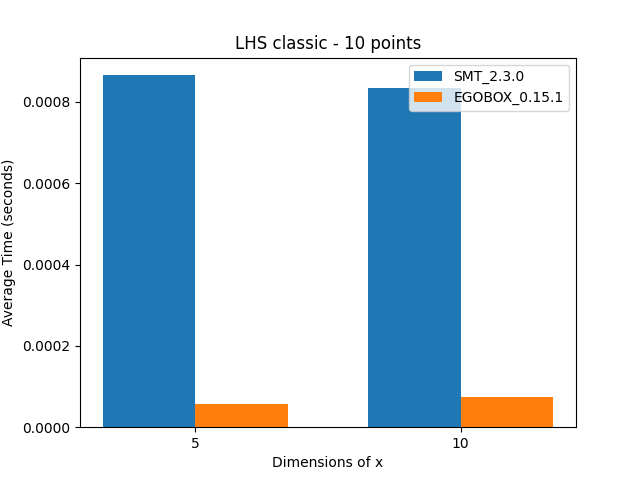 LHS classic - 10 points
SMT_2.3.0
EGOBOX_0.15.1
Average Time (seconds)
0.0008
0.0006
0.0004
0.0002
0.0000
5
10
Dimensions of x